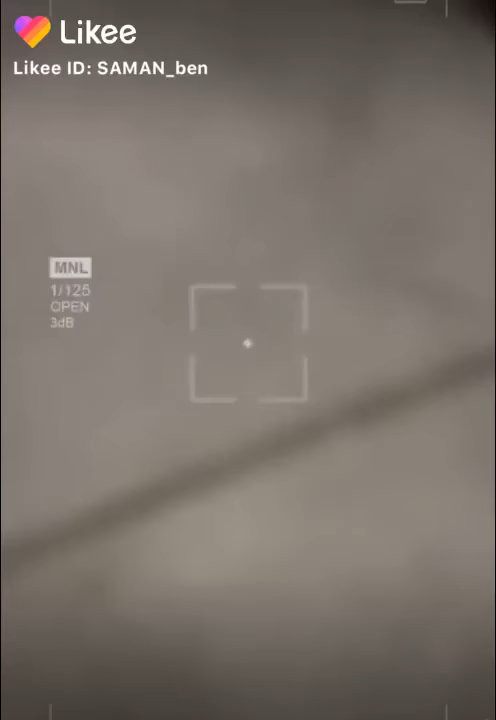 Likee
Likee ID: SAMAN_ben
MNL
1/125
OPEN
3dB